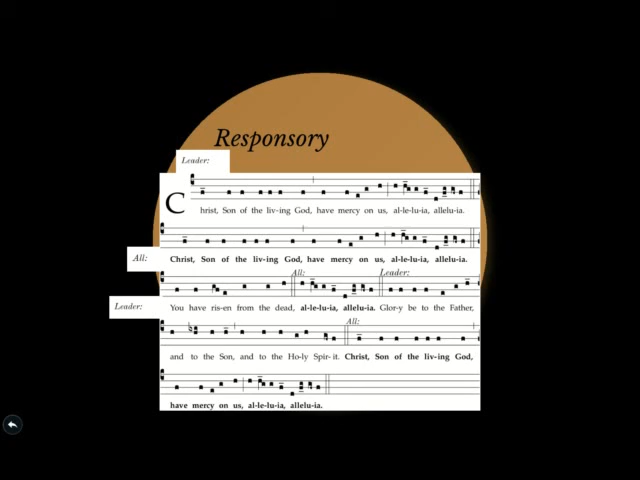 Responsory
Leader:
Christ, Son of the liv-ing God, have mercy on us, al-le-lu-ia, allelu-ia.
All:
Christ, Son of the liv-ing God, have mercy on us, al-le-lu-ia, allelu-ia.
All: Leader:
Leader:
You have ris-en from the dead, al-le-lu-ia, allelu-ia. Glor-y be to the Father,
All:
and to the Son, and to the Ho-ly Spir-it. Christ, Son of the liv-ing God,
have mercy on us, al-le-lu-ia, allelu-ia.